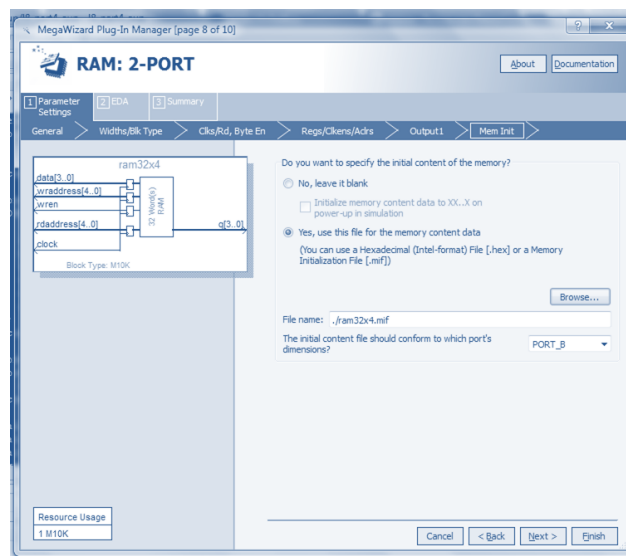 MegaWizard Plug-In Manager [page 8 of 10]
RAM: 2-PORT
About
Documentation
1 Parameter Settings
2 EDA
3 Summary
General
Widths/Blk Type
Clks/Rd, Byte En
Regs/Clkens/Adrs
Output1
Mem Init
ram32x4
data[3..0]
wraddress[4..0]
wren
rdaddress[4..0]
clock
32 Word(s)
RAM
q[3..0]
Block Type: M10K
Do you want to specify the initial content of the memory?
No, leave it blank
Initialize memory content data to XX..X on
power-up in simulation
Yes, use this file for the memory content data
(You can use a Hexadecimal (Intel-format) File [.hex] or a Memory
Initialization File [.mif])
Browse...
File name: ./ram32x4.mif
The initial content file should conform to which port's
dimensions?
PORT_B
Resource Usage
1 M10K
Cancel
< Back
Next >
Finish